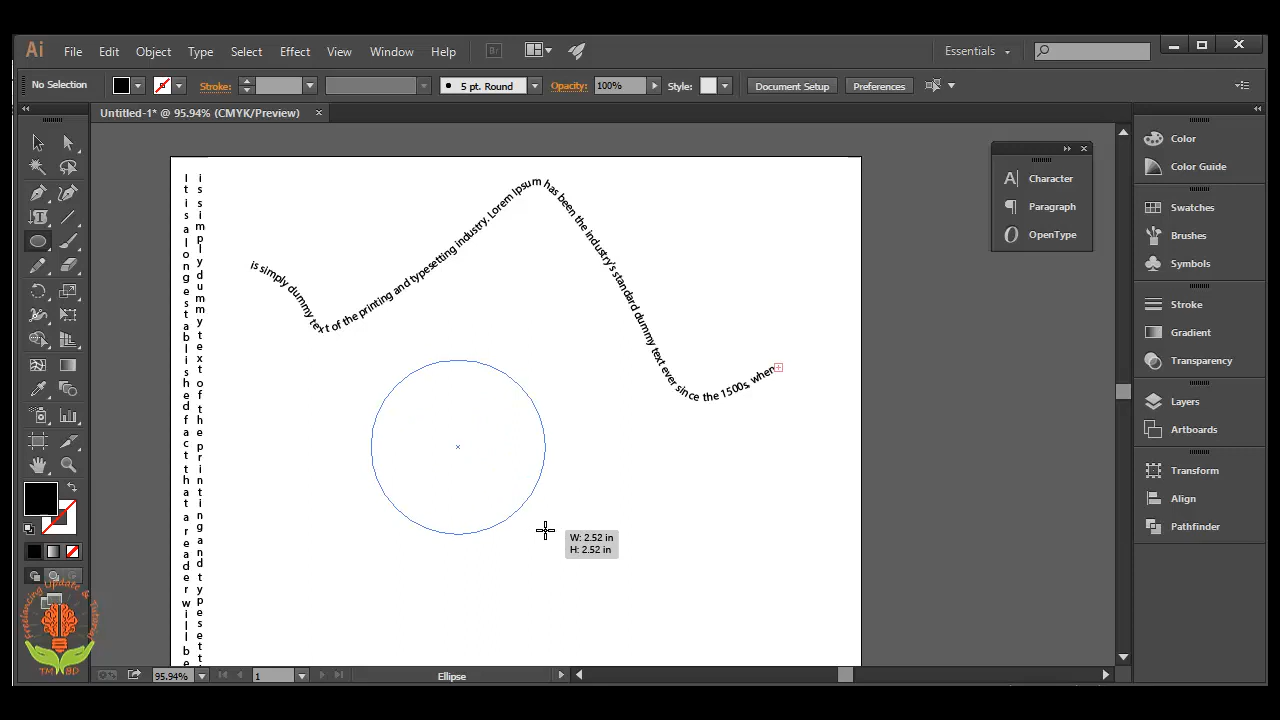 Ai File Edit Object Type Select Effect View Window Help Br Essentials
No Selection Stroke: 5 pt. Round Opacity: 100% Style: Document Setup Preferences
Untitled-1* @ 95.94% (CMYK/Preview)
Color
Color Guide
Swatches
Brushes
Symbols
Stroke
Gradient
Transparency
Layers
Artboards
Transform
Align
Pathfinder
Character
Paragraph
OpenType
is simply dummy text of the printing and typesetting industry. Lorem Ipsum has been the industry's standard dummy text ever since the 1500s, when
is simply dummy text of the printing and typesett
It is a long established fact that a reader will be
W: 2.52 in
H: 2.52 in
Freelancing Update & Tutorial
95.94% 1 Ellipse